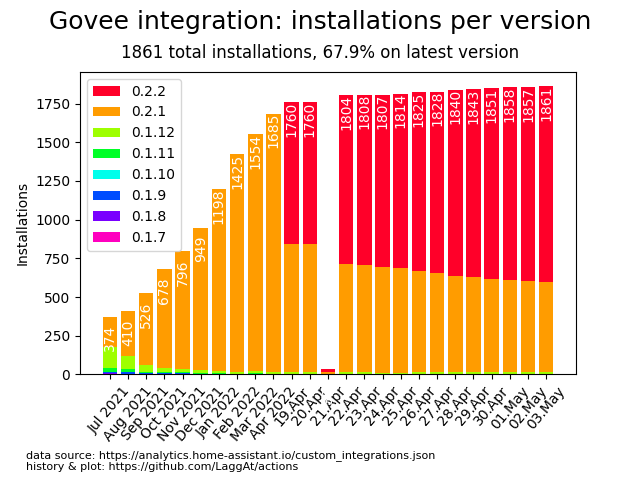 Govee integration: installations per version
1861 total installations, 67.9% on latest version
Installations
1750
1500
1250
1000
750
500
250
0
0.2.2
0.2.1
0.1.12
0.1.11
0.1.10
0.1.9
0.1.8
0.1.7
374
410
526
678
796
949
1198
1425
1554
1685
1760
1760
1804
1808
1807
1814
1825
1828
1840
1843
1851
1858
1857
1861
Jul 2021
Aug 2021
Sep 2021
Oct 2021
Nov 2021
Dec 2021
Jan 2022
Feb 2022
Mar 2022
Apr 2022
19.Apr
20.Apr
21.Apr
22.Apr
23.Apr
24.Apr
25.Apr
26.Apr
27.Apr
28.Apr
29.Apr
30.Apr
01.May
02.May
03.May
data source: https://analytics.home-assistant.io/custom_integrations.json
history & plot: https://github.com/LaggAt/actions